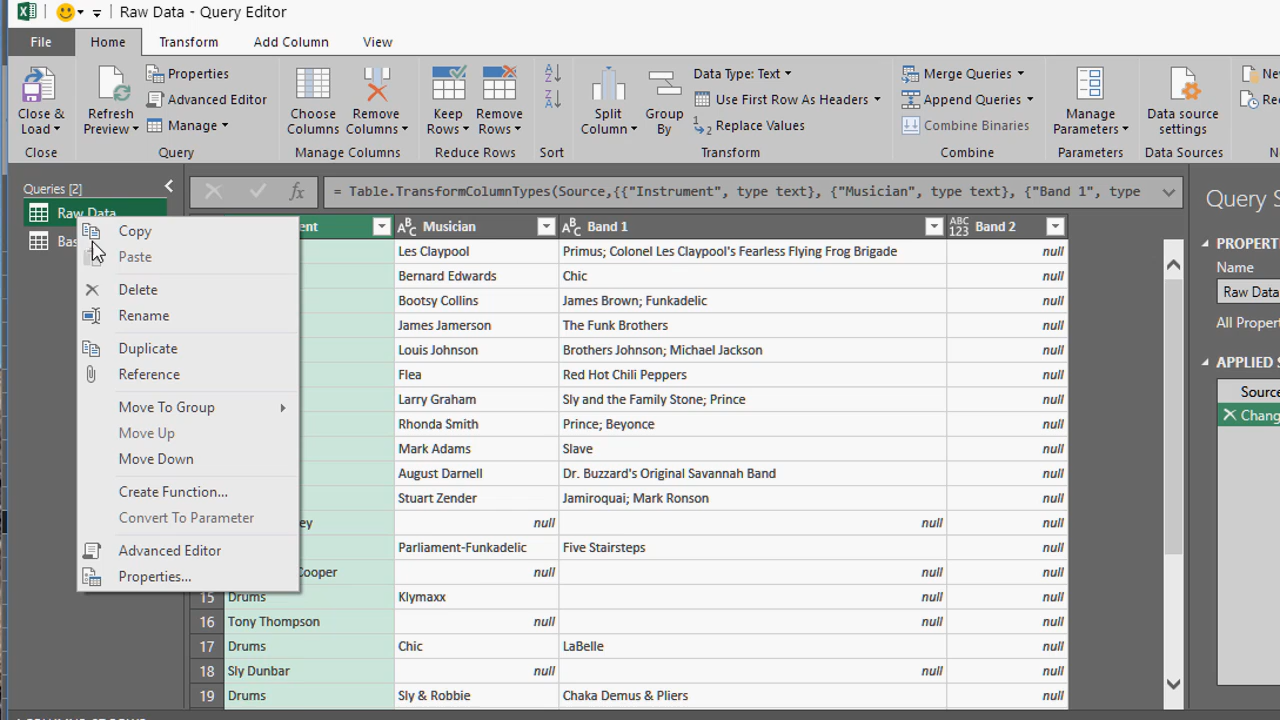 Raw Data - Query Editor
File Home Transform Add Column View
Close & Load
Refresh Preview
Properties
Advanced Editor
Manage
Choose Columns
Remove Columns
Keep Rows
Remove Rows
Split Column
Group By
Data Type: Text
Use First Row As Headers
1 2 Replace Values
Merge Queries
Append Queries
Combine Binaries
Manage Parameters
Data source settings
Close Query Manage Columns Reduce Rows Sort Transform Combine Parameters Data Sources
Queries [2]
Raw Data
Copy
Paste
Delete
Rename
Duplicate
Reference
Move To Group
Move Up
Move Down
Create Function...
Convert To Parameter
Advanced Editor
Properties...
fx = Table.TransformColumnTypes(Source,{{"Instrument", type text}, {"Musician", type text}, {"Band 1", type
Musician Band 1 ABC 123 Band 2
Les Claypool Primus; Colonel Les Claypool's Fearless Flying Frog Brigade null
Bernard Edwards Chic null
Bootsy Collins James Brown; Funkadelic null
James Jamerson The Funk Brothers null
Louis Johnson Brothers Johnson; Michael Jackson null
Flea Red Hot Chili Peppers null
Larry Graham Sly and the Family Stone; Prince null
Rhonda Smith Prince; Beyonce null
Mark Adams Slave null
August Darnell Dr. Buzzard's Original Savannah Band null
Stuart Zender Jamiroquai; Mark Ronson null
null null null
Parliament-Funkadelic Five Stairsteps null
Cooper null null
15 Drums Klymaxx null null
16 Tony Thompson null null null
17 Drums Chic LaBelle null
18 Sly Dunbar null null null
19 Drums Sly & Robbie Chaka Demus & Pliers null
Query
Name
Raw Data
APPLIED
Source